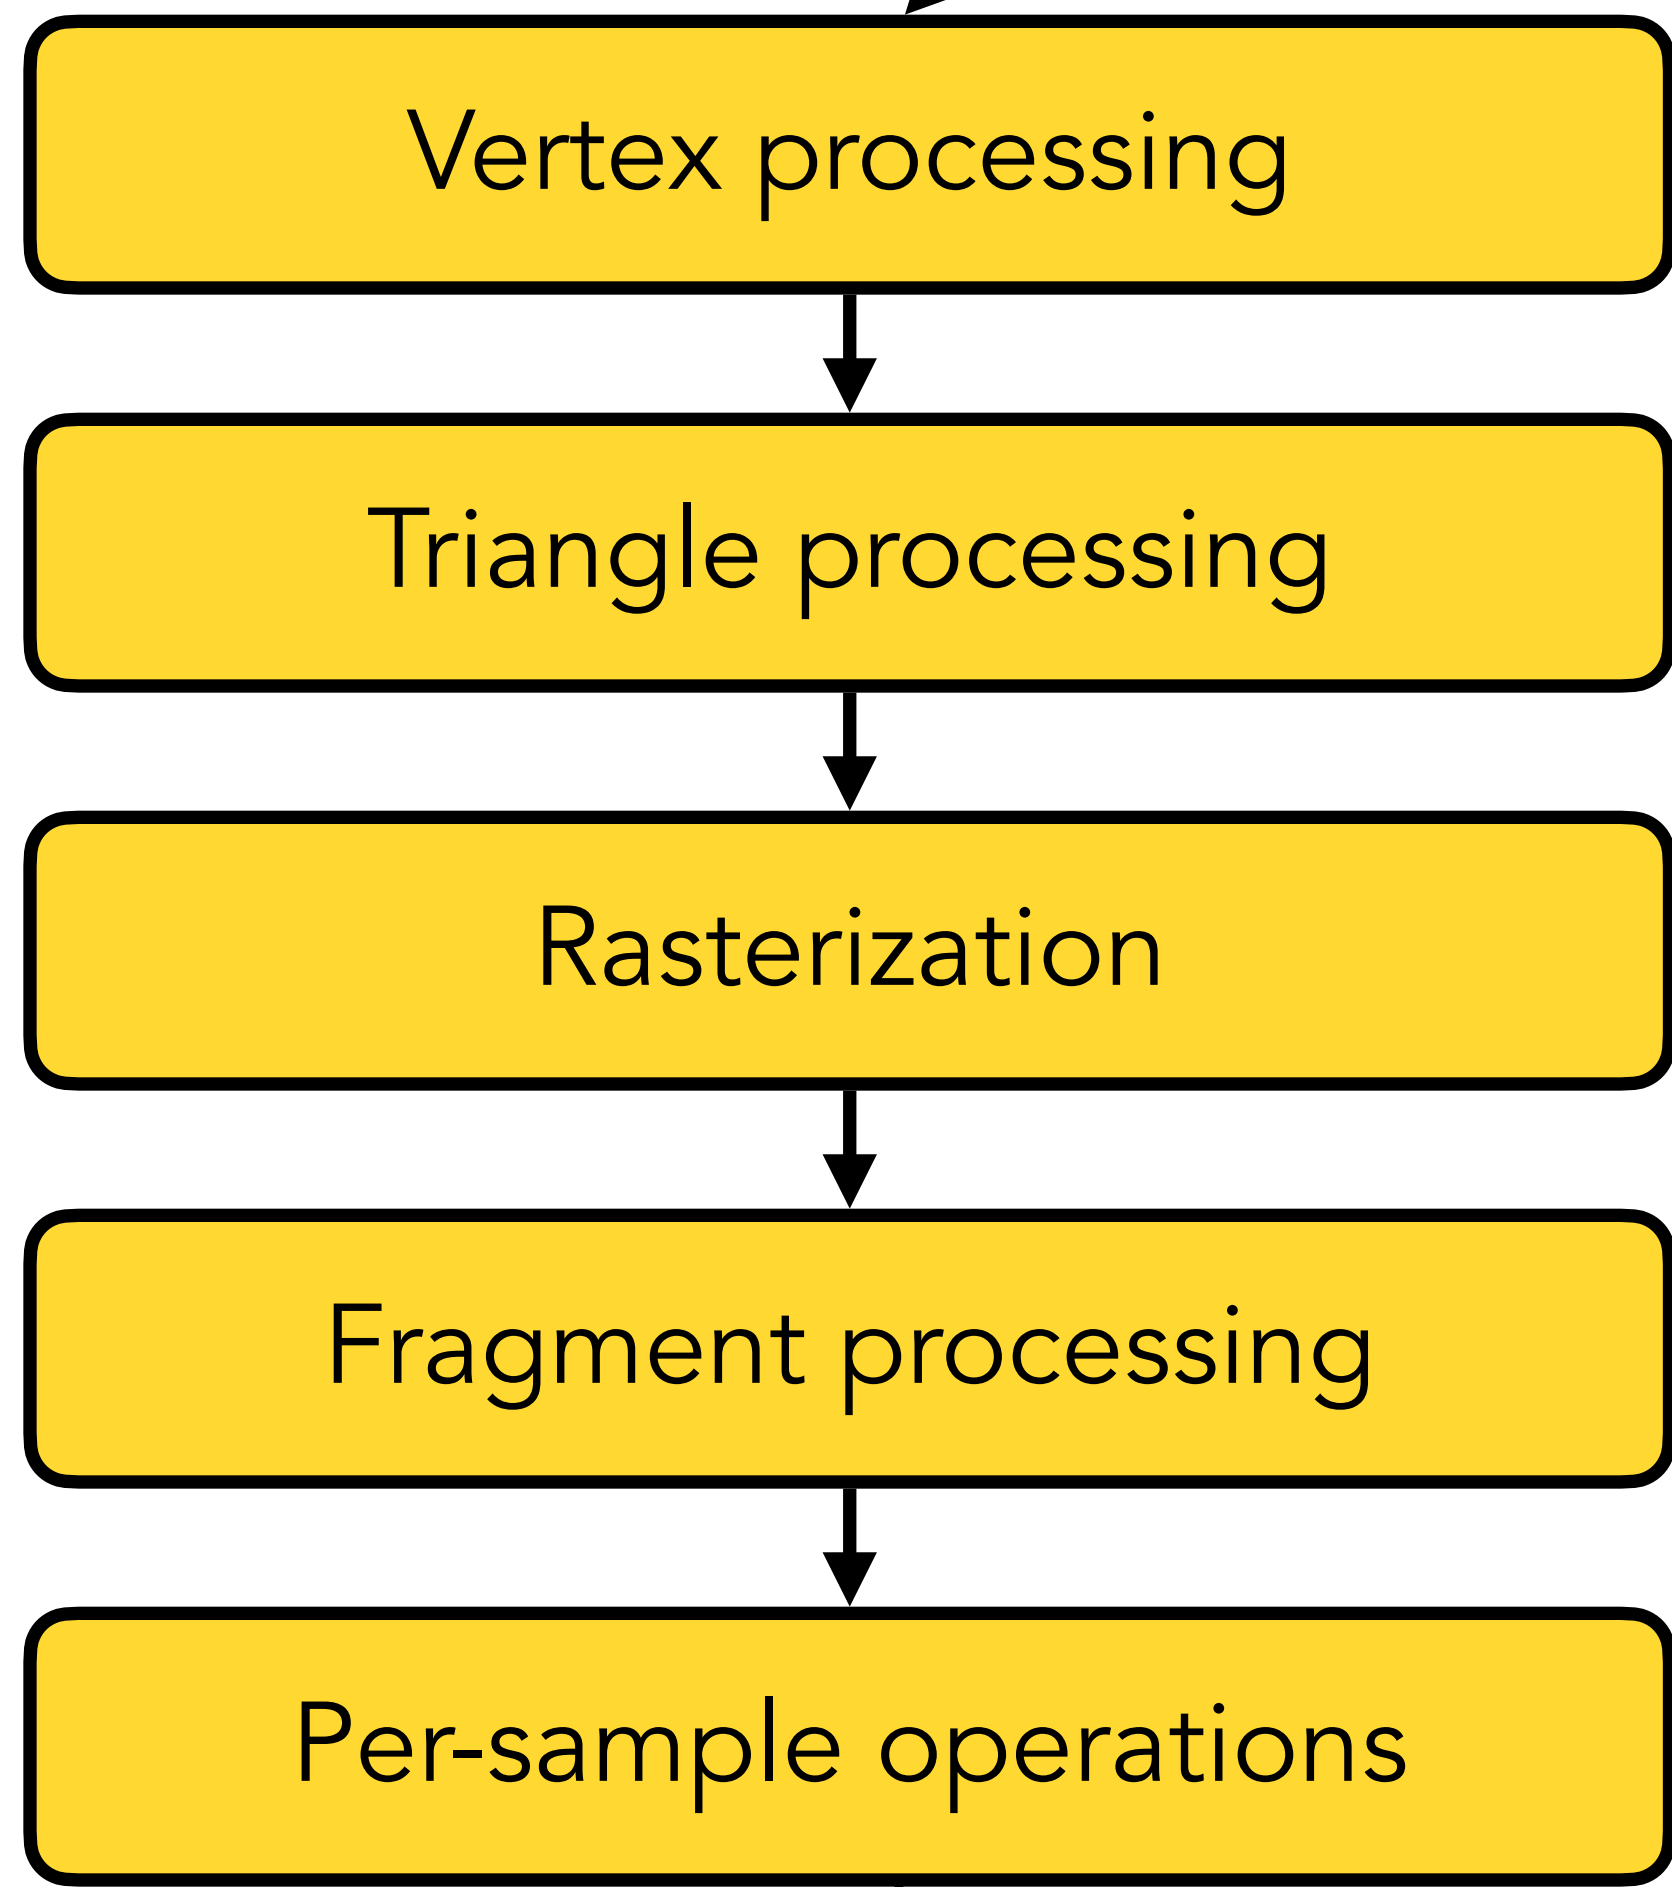 Vertex processing
Triangle processing
Rasterization
Fragment processing
Per-sample operations